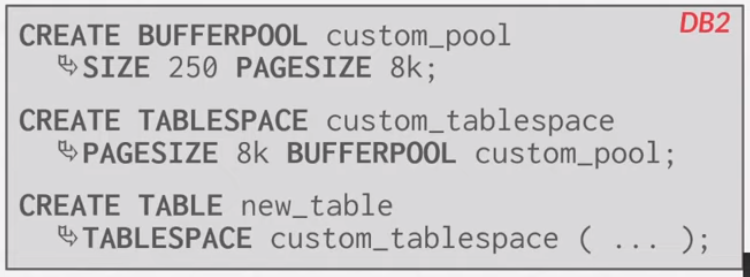 DB2
CREATE BUFFERPOOL custom_pool
↪SIZE 250 PAGESIZE 8k;
CREATE TABLESPACE custom_tablespace
↪PAGESIZE 8k BUFFERPOOL custom_pool;
CREATE TABLE new_table
↪TABLESPACE custom_tablespace ( ... );